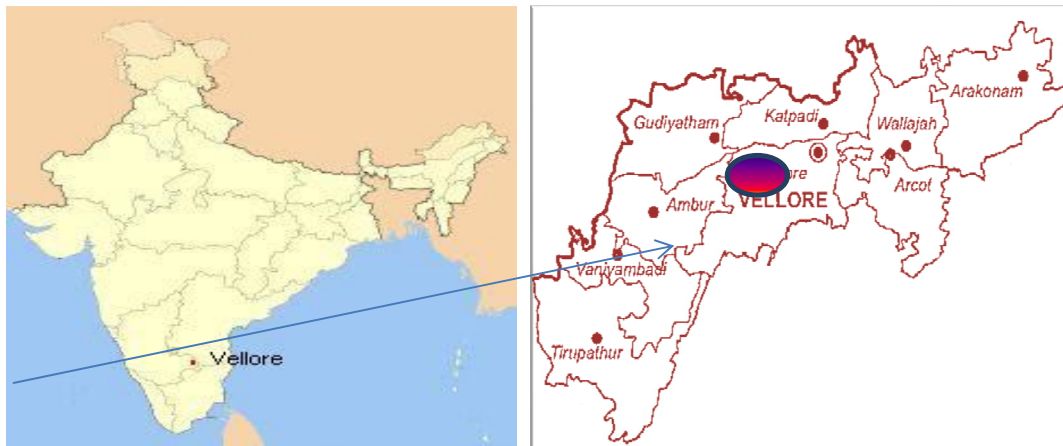 Vellore
Arakonam
Katpadi
Gudiyatham
Wallajah
Arcot
VELLORE
Ambur
Vaniyambadi
Tirupathur